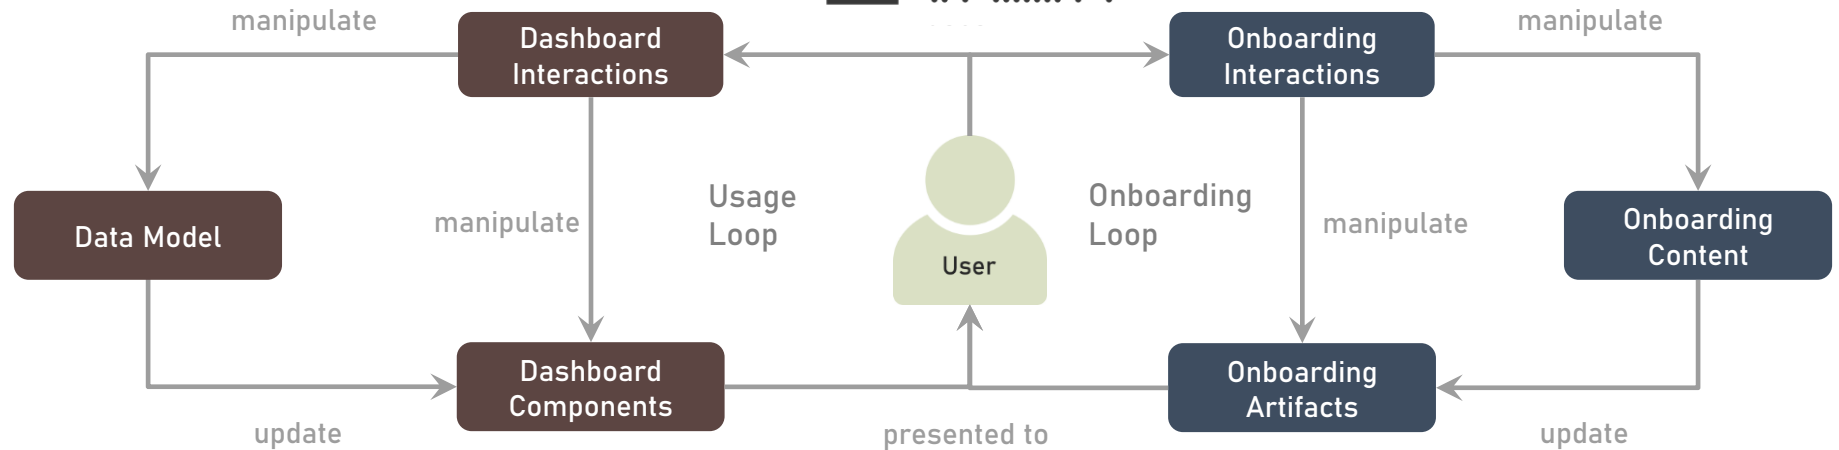 manipulate
Dashboard
Interactions
Onboarding
Interactions
manipulate
Data Model
manipulate
Usage
Loop
User
Onboarding
Loop
manipulate
Onboarding
Content
Dashboard
Components
Onboarding
Artifacts
update
presented to
update